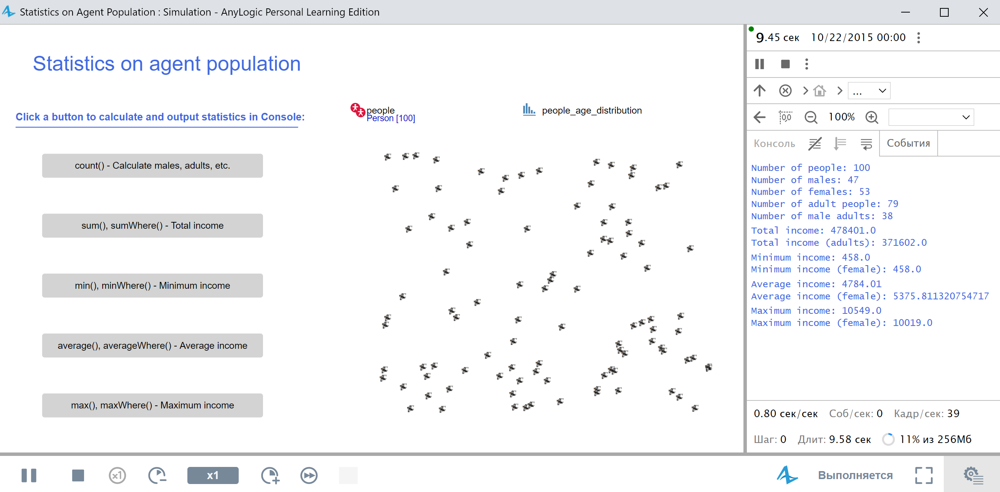 Statistics on Agent Population : Simulation - AnyLogic Personal Learning Edition
Statistics on agent population
Click a button to calculate and output statistics in Console:
count() - Calculate males, adults, etc.
sum(), sumWhere() - Total income
min(), minWhere() - Minimum income
average(), averageWhere() - Average income
max(), maxWhere() - Maximum income
people
Person [100]
people_age_distribution
9.45 сек 10/22/2015 00:00
...
0,0 100%
Консоль События
Number of people: 100
Number of males: 47
Number of females: 53
Number of adult people: 79
Number of male adults: 38
Total income: 478401.0
Total income (adults): 371602.0
Minimum income: 458.0
Minimum income (female): 458.0
Average income: 4784.01
Average income (female): 5375.811320754717
Maximum income: 10549.0
Maximum income (female): 10019.0
0.80 сек/сек Соб/сек: 0 Кадр/сек: 39
Шаг: 0 Длит: 9.58 сек 11% из 256Мб
x1 x1 Выполняется